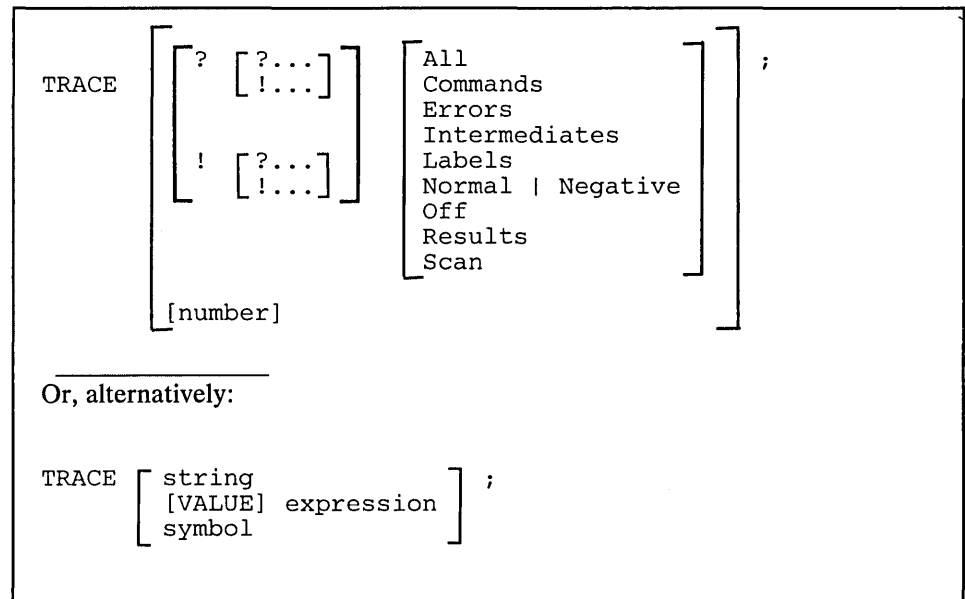 ? [?...] All
TRACE [!...] Commands ;
Errors
Intermediates
! [?...] Labels
[!...] Normal | Negative
Off
Results
Scan
[number]
Or, alternatively:
TRACE string ;
[VALUE] expression
symbol